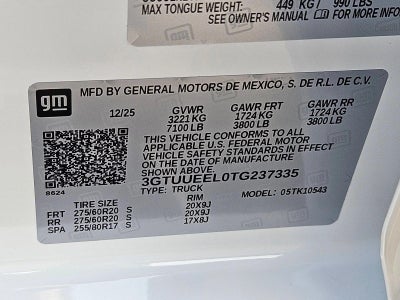 MAX TONGUE WEIGHT: 449 KG / 990 LBS
SEE OWNER'S MANUAL gm FOR MORE INFO
gm MFD BY GENERAL MOTORS DE MEXICO, S. DE R.L. DE C.V.
12/25 GVWR GAWR FRT GAWR RR
3221 KG 1724 KG 1724 KG
7100 LB 3800 LB 3800 LB
THIS VEHICLE CONFORMS TO ALL
APPLICABLE U.S. FEDERAL MOTOR
VEHICLE SAFETY STANDARDS IN EFFECT
ON THE DATE OF MANUFACTURE
3GTUUEEL0TG237335
8624 TYPE: TRUCK MODEL: 05TK10543
TIRE SIZE RIM
FRT 275/60R20 S 20X9J
RR 275/60R20 S 20X9J
SPA 255/80R17 S 17X8J